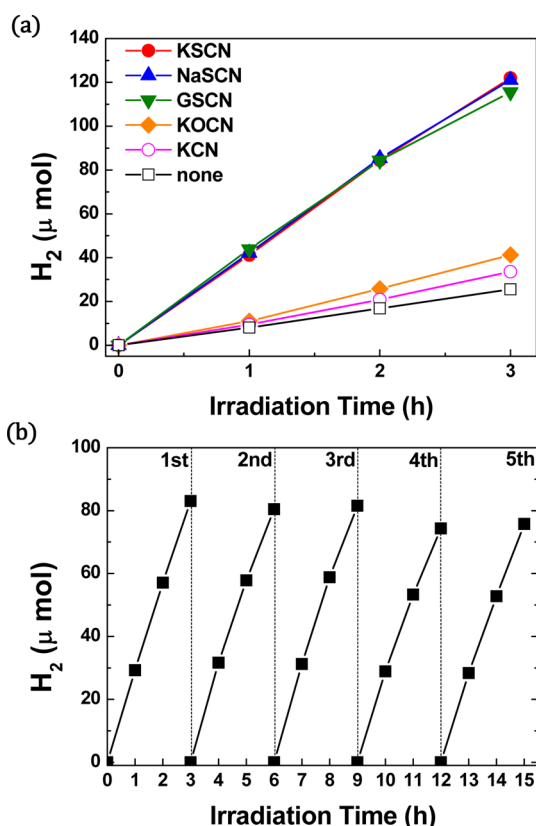 (a)
140
120
100
80
60
40
20
0
H₂ (μ mol)
KSCN
NaSCN
GSCN
KOCN
KCN
none
0 1 2 3
Irradiation Time (h)
(b)
100
80
60
40
20
0
H₂ (μ mol)
1st 2nd 3rd 4th 5th
0 1 2 3 4 5 6 7 8 9 10 11 12 13 14 15
Irradiation Time (h)